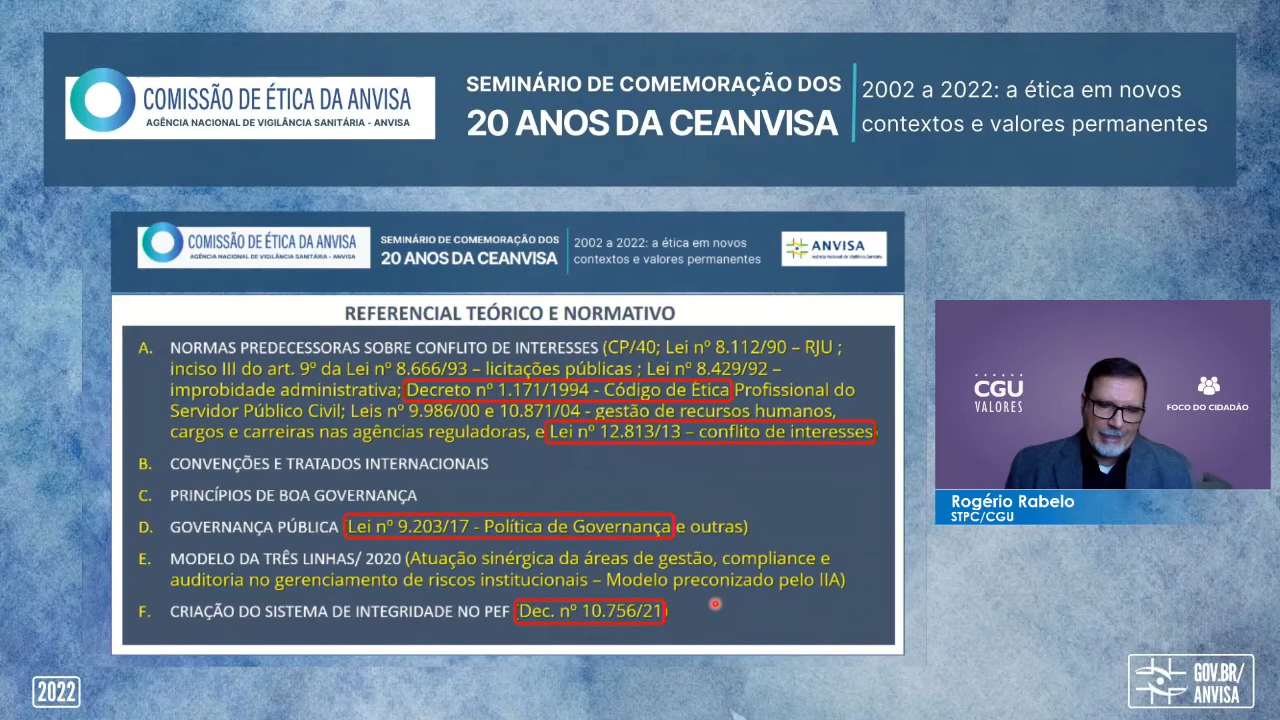 COMISSÃO DE ÉTICA DA ANVISA
AGÊNCIA NACIONAL DE VIGILÂNCIA SANITÁRIA - ANVISA
SEMINÁRIO DE COMEMORAÇÃO DOS
20 ANOS DA CEANVISA
2002 a 2022: a ética em novos
contextos e valores permanentes
COMISSÃO DE ÉTICA DA ANVISA
AGÊNCIA NACIONAL DE VIGILÂNCIA SANITÁRIA - ANVISA
SEMINÁRIO DE COMEMORAÇÃO DOS
20 ANOS DA CEANVISA
2002 a 2022: a ética em novos
contextos e valores permanentes
ANVISA
Agência Nacional de Vigilância Sanitária
REFERENCIAL TEÓRICO E NORMATIVO
A. NORMAS PREDECESSORAS SOBRE CONFLITO DE INTERESSES (CP/40; Lei nº 8.112/90 – RJU ;
inciso III do art. 9º da Lei nº 8.666/93 – licitações públicas ; Lei nº 8.429/92 –
improbidade administrativa; Decreto nº 1.171/1994 - Código de Ética Profissional do
Servidor Público Civil; Leis nº 9.986/00 e 10.871/04 - gestão de recursos humanos,
cargos e carreiras nas agências reguladoras, e Lei nº 12.813/13 – conflito de interesses
B. CONVENÇÕES E TRATADOS INTERNACIONAIS
C. PRINCÍPIOS DE BOA GOVERNANÇA
D. GOVERNANÇA PÚBLICA (Lei nº 9.203/17 - Política de Governança e outras)
E. MODELO DA TRÊS LINHAS/ 2020 (Atuação sinérgica da áreas de gestão, compliance e
auditoria no gerenciamento de riscos institucionais – Modelo preconizado pelo IIA)
F. CRIAÇÃO DO SISTEMA DE INTEGRIDADE NO PEF (Dec. nº 10.756/21)
CGU
VALORES
FOCO DO CIDADÃO
Rogério Rabelo
STPC/CGU
2022
GOV.BR/
ANVISA